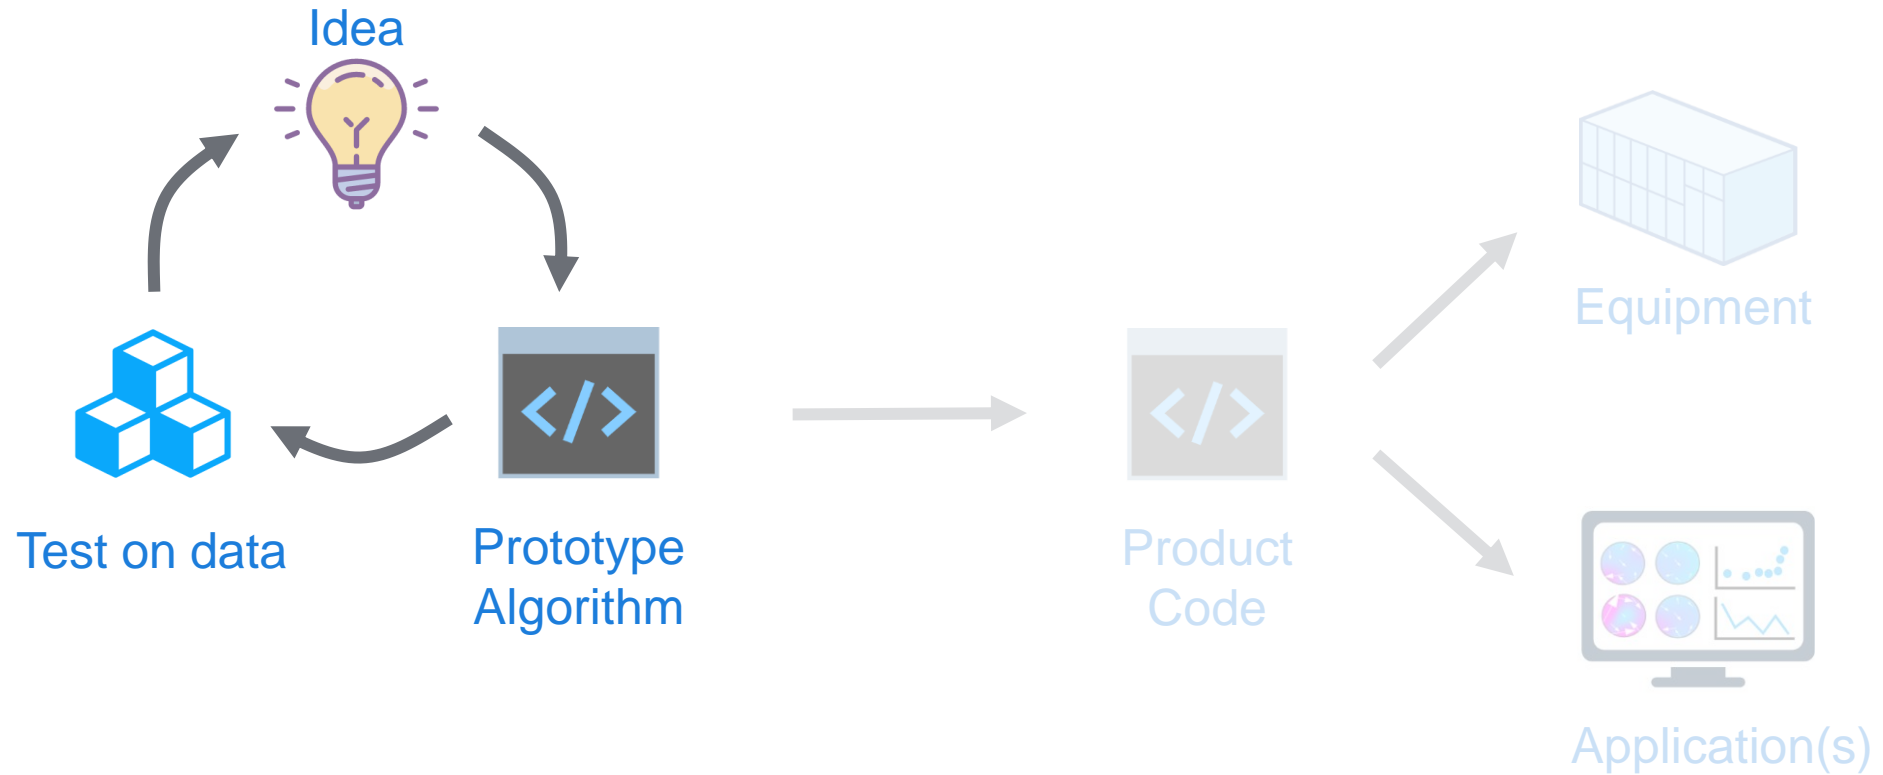 Idea
Test on data
Prototype
Algorithm
</>
Product
Code
</>
Equipment
Application(s)